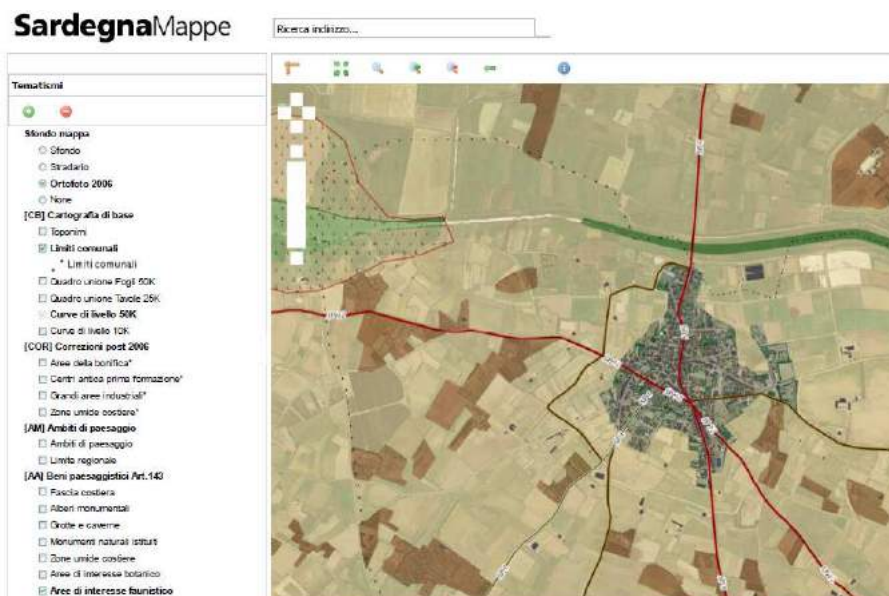 SardegnaMappe
Ricerca indirizzo...
Tematismi
Sfondo mappa
Sfondo
Stradario
Ortofoto 2006
None
[CB] Cartografia di base
Toponimi
Limiti comunali
Limiti comunali
Quadro unione Fogli 50K
Quadro unione Tavole 25K
Curve di livello 50K
Curve di livello 10K
[COR] Correzioni post 2006
Aree della bonifica*
Centri antica prima formazione*
Grandi aree industriali*
Zone umide costiere*
[AM] Ambiti di paesaggio
Ambiti di paesaggio
Limite regionale
[AA] Beni paesaggistici Art.143
Fascia costiera
Alberi monumentali
Grotte e caverne
Monumenti naturali istituiti
Zone umide costiere
Aree di interesse botanico
Aree di interesse faunistico